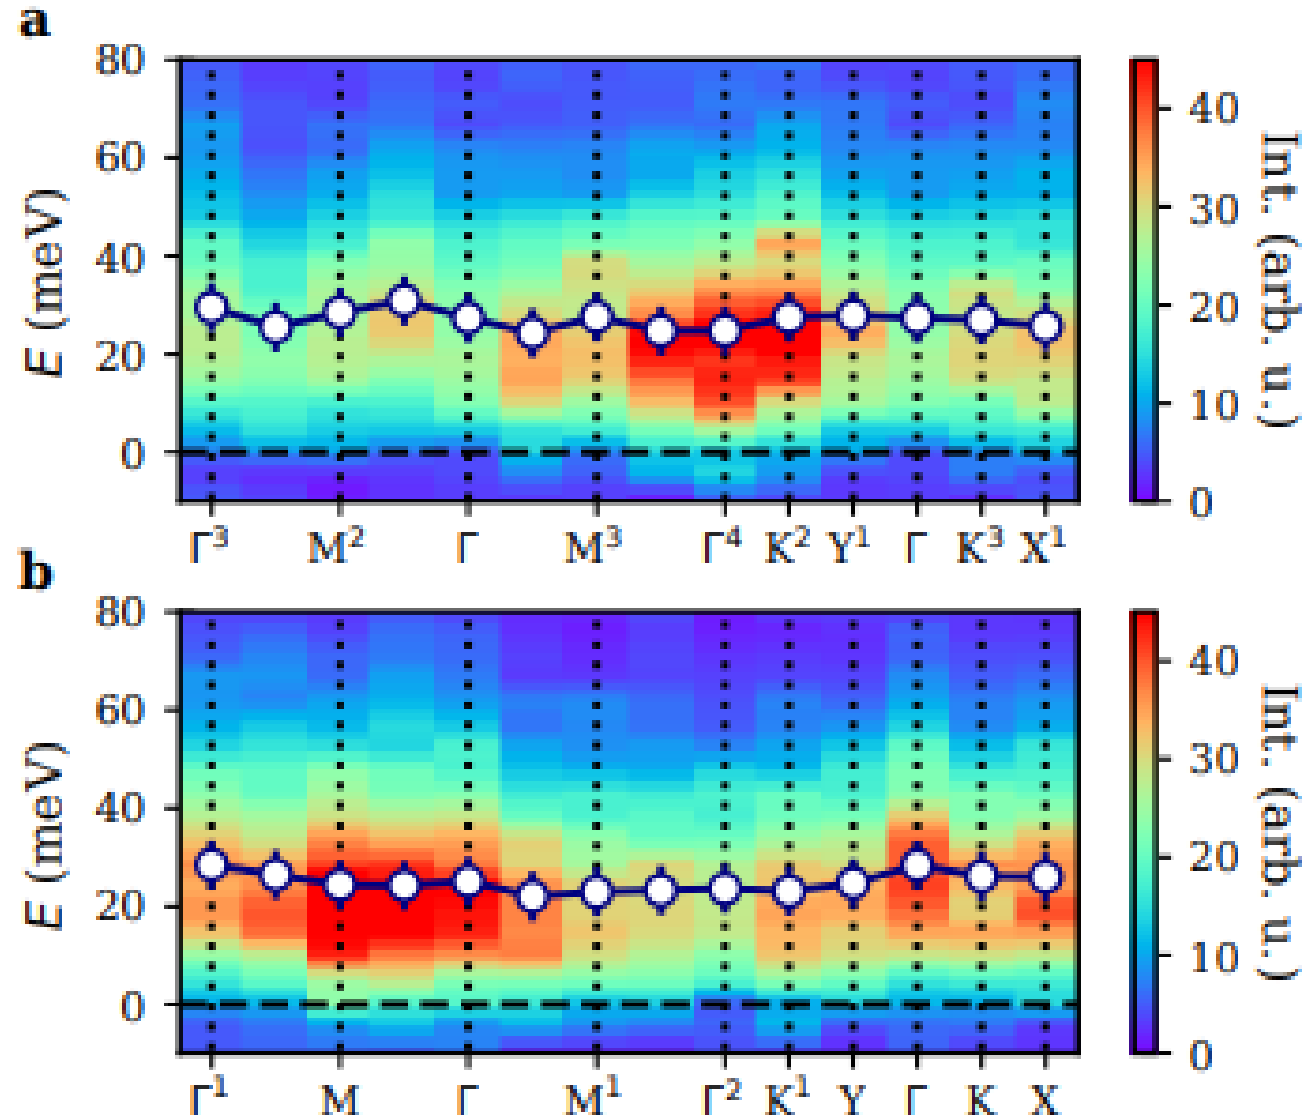 a
80
60
40
20
0
E (meV)
Γ³ M² Γ M³ Γ⁴ K² Y¹ Γ K³ X¹
40
30
20
10
0
Int. (arb. u.)
b
80
60
40
20
0
E (meV)
Γ¹ M Γ M¹ Γ² K¹ Y Γ K X
40
30
20
10
0
Int. (arb. u.)